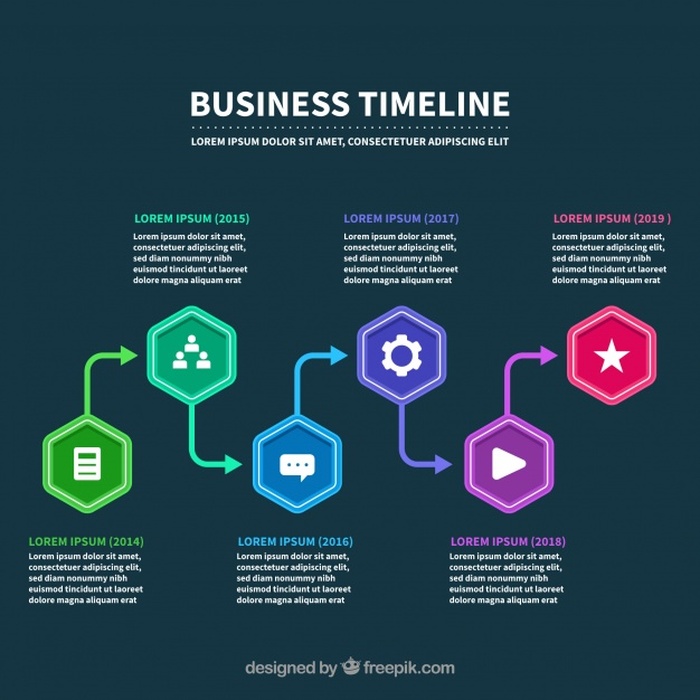 BUSINESS TIMELINE
LOREM IPSUM DOLOR SIT AMET, CONSECTETUER ADIPISCING ELIT
LOREM IPSUM (2015)
Lorem ipsum dolor sit amet,
consectetuer adipiscing elit,
sed diam nonummy nibh
euismod tincidunt ut laoreet
dolore magna aliquam erat
LOREM IPSUM (2017)
Lorem ipsum dolor sit amet,
consectetuer adipiscing elit,
sed diam nonummy nibh
euismod tincidunt ut laoreet
dolore magna aliquam erat
LOREM IPSUM (2019 )
Lorem ipsum dolor sit amet,
consectetuer adipiscing elit,
sed diam nonummy nibh
euismod tincidunt ut laoreet
dolore magna aliquam erat
LOREM IPSUM (2014)
Lorem ipsum dolor sit amet,
consectetuer adipiscing elit,
sed diam nonummy nibh
euismod tincidunt ut laoreet
dolore magna aliquam erat
LOREM IPSUM (2016)
Lorem ipsum dolor sit amet,
consectetuer adipiscing elit,
sed diam nonummy nibh
euismod tincidunt ut laoreet
dolore magna aliquam erat
LOREM IPSUM (2018)
Lorem ipsum dolor sit amet,
consectetuer adipiscing elit,
sed diam nonummy nibh
euismod tincidunt ut laoreet
dolore magna aliquam erat
designed by freepik.com